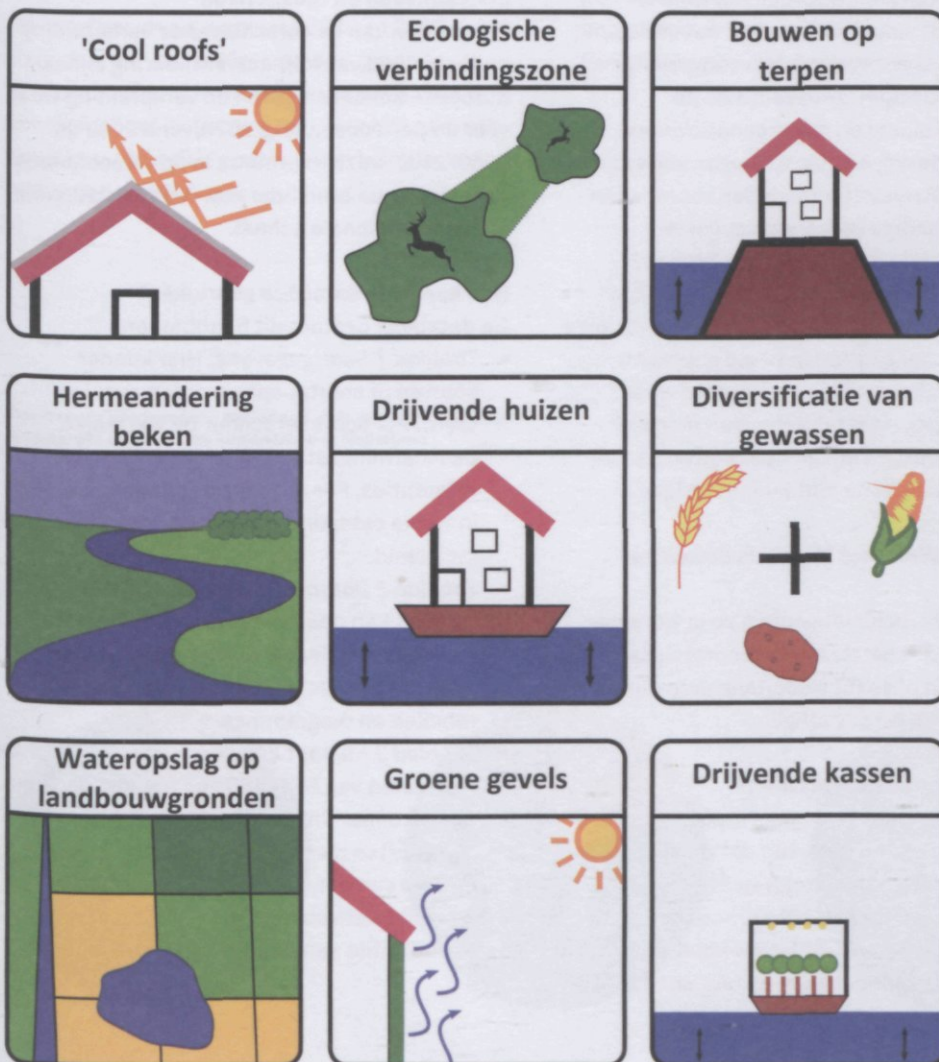 'Cool roofs'
Ecologische
verbindingszone
Bouwen op
terpen
Hermeandering
beken
Drijvende huizen
Diversificatie van
gewassen
Wateropslag op
landbouwgronden
Groene gevels
Drijvende kassen